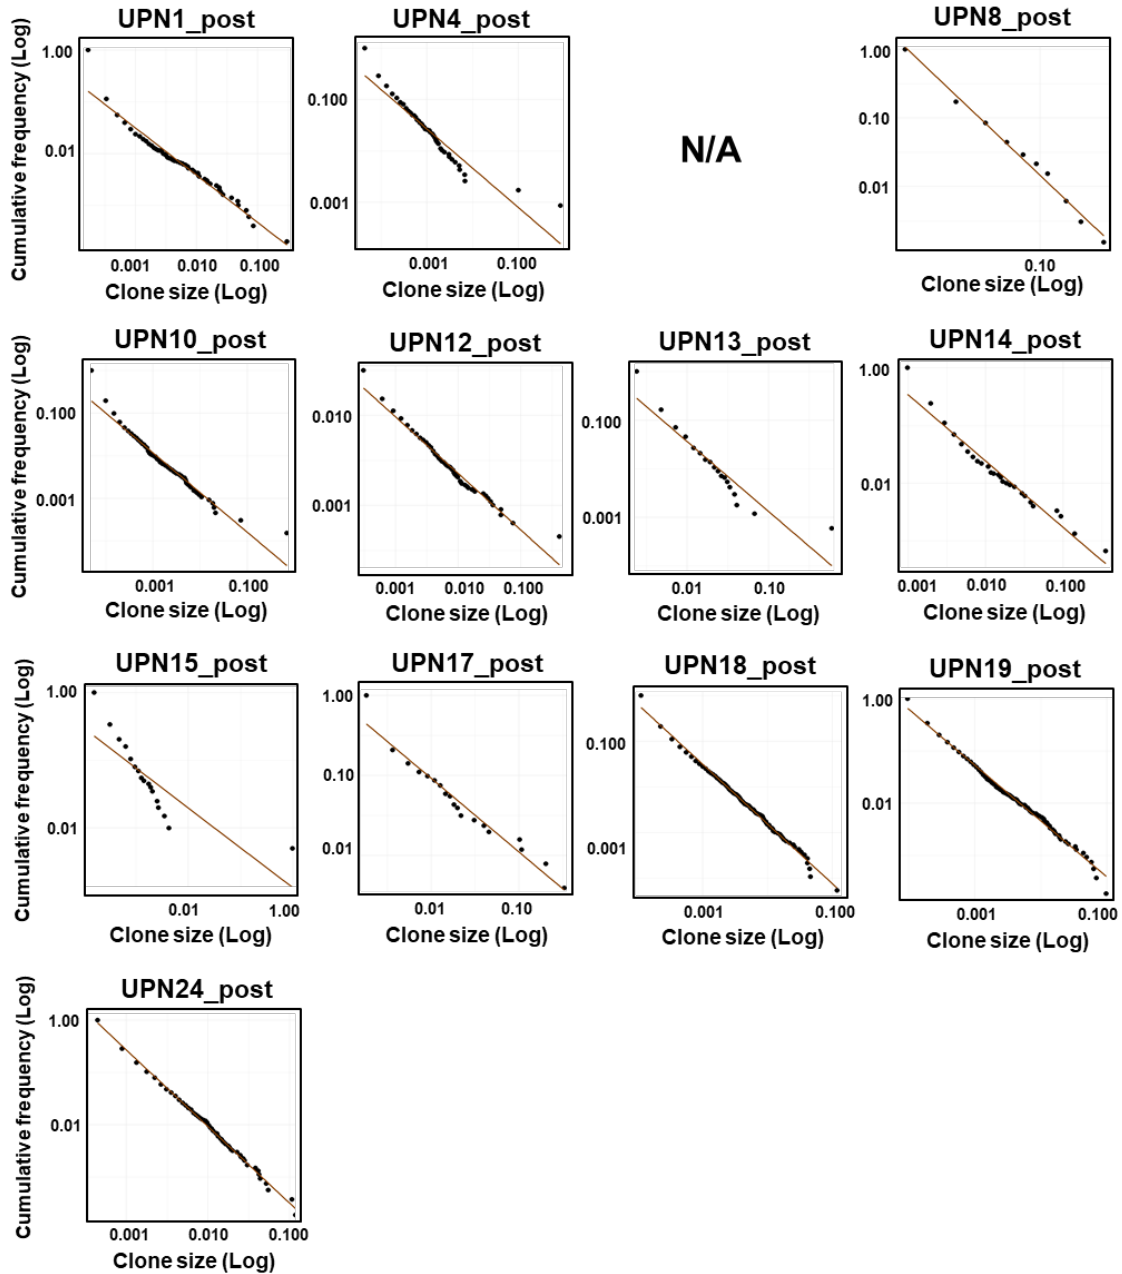 UPN1_post
UPN4_post
UPN8_post
Cumulative frequency (Log)
1.00
0.01
0.001 0.010 0.100
Clone size (Log)
0.100
0.001
0.001 0.100
Clone size (Log)
N/A
1.00
0.10
0.01
0.10
Clone size (Log)
UPN10_post
UPN12_post
UPN13_post
UPN14_post
Cumulative frequency (Log)
0.100
0.001
0.001 0.100
Clone size (Log)
0.010
0.001
0.001 0.010 0.100
Clone size (Log)
0.100
0.001
0.01 0.10
Clone size (Log)
1.00
0.01
0.001 0.010 0.100
Clone size (Log)
UPN15_post
UPN17_post
UPN18_post
UPN19_post
Cumulative frequency (Log)
1.00
0.01
0.01 1.00
Clone size (Log)
1.00
0.10
0.01
0.01 0.10
Clone size (Log)
0.100
0.001
0.001 0.100
Clone size (Log)
1.00
0.01
0.001 0.100
Clone size (Log)
UPN24_post
Cumulative frequency (Log)
1.00
0.01
0.001 0.010 0.100
Clone size (Log)